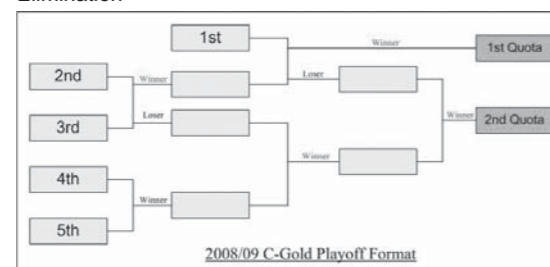 Elimination
1st
Winner
1st Quota
2nd
Winner
Loser
3rd
Loser
Winner
2nd Quota
4th
Winner
Winner
5th
2008/09 C-Gold Playoff Format